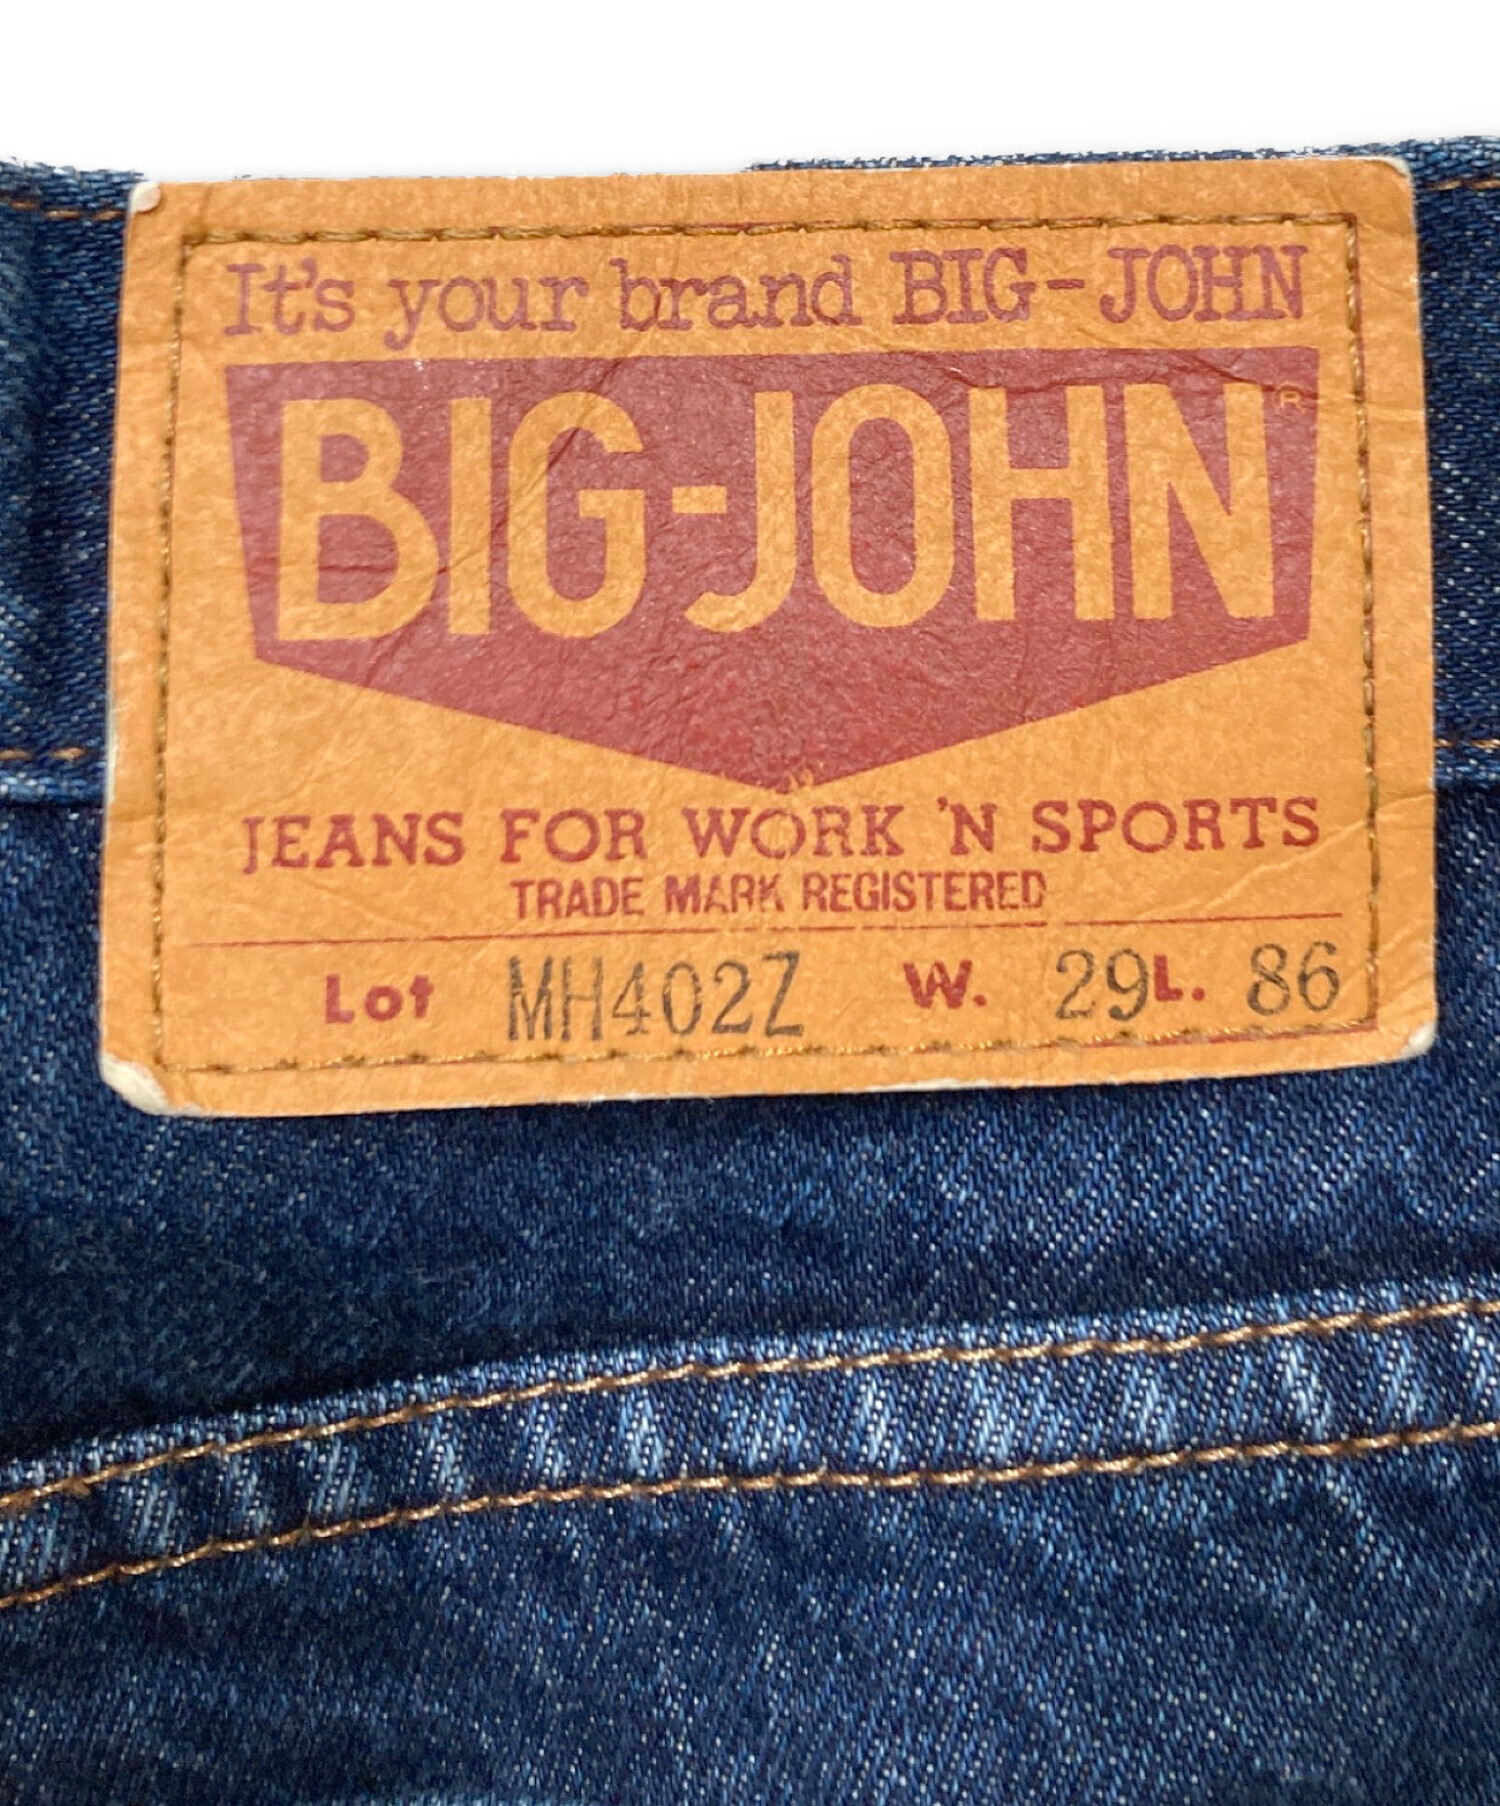 It's your brand BIG-JOHN
BIG-JOHN®
JEANS FOR WORK 'N SPORTS
TRADE MARK REGISTERED
Lot MH402Z W. 29 L. 86